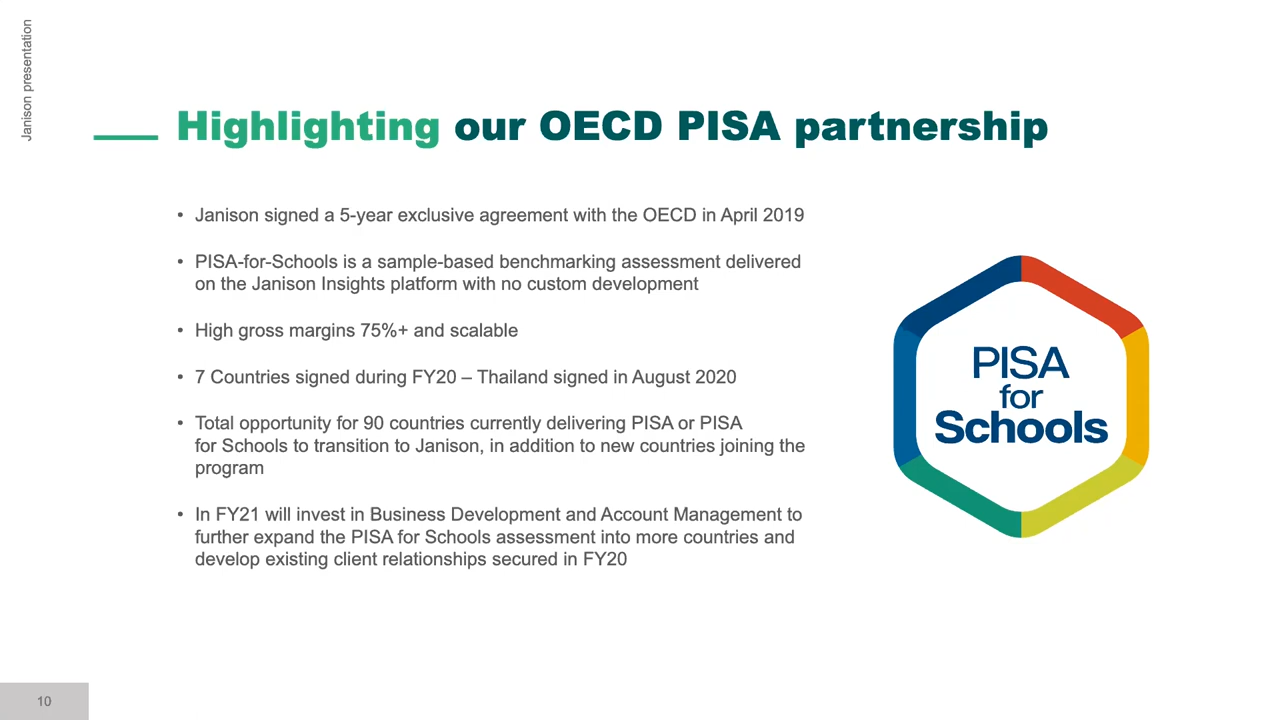 Janison presentation
Highlighting our OECD PISA partnership
• Janison signed a 5-year exclusive agreement with the OECD in April 2019
• PISA-for-Schools is a sample-based benchmarking assessment delivered
on the Janison Insights platform with no custom development
• High gross margins 75%+ and scalable
• 7 Countries signed during FY20 – Thailand signed in August 2020
• Total opportunity for 90 countries currently delivering PISA or PISA
for Schools to transition to Janison, in addition to new countries joining the
program
• In FY21 will invest in Business Development and Account Management to
further expand the PISA for Schools assessment into more countries and
develop existing client relationships secured in FY20
PISA
for
Schools
10